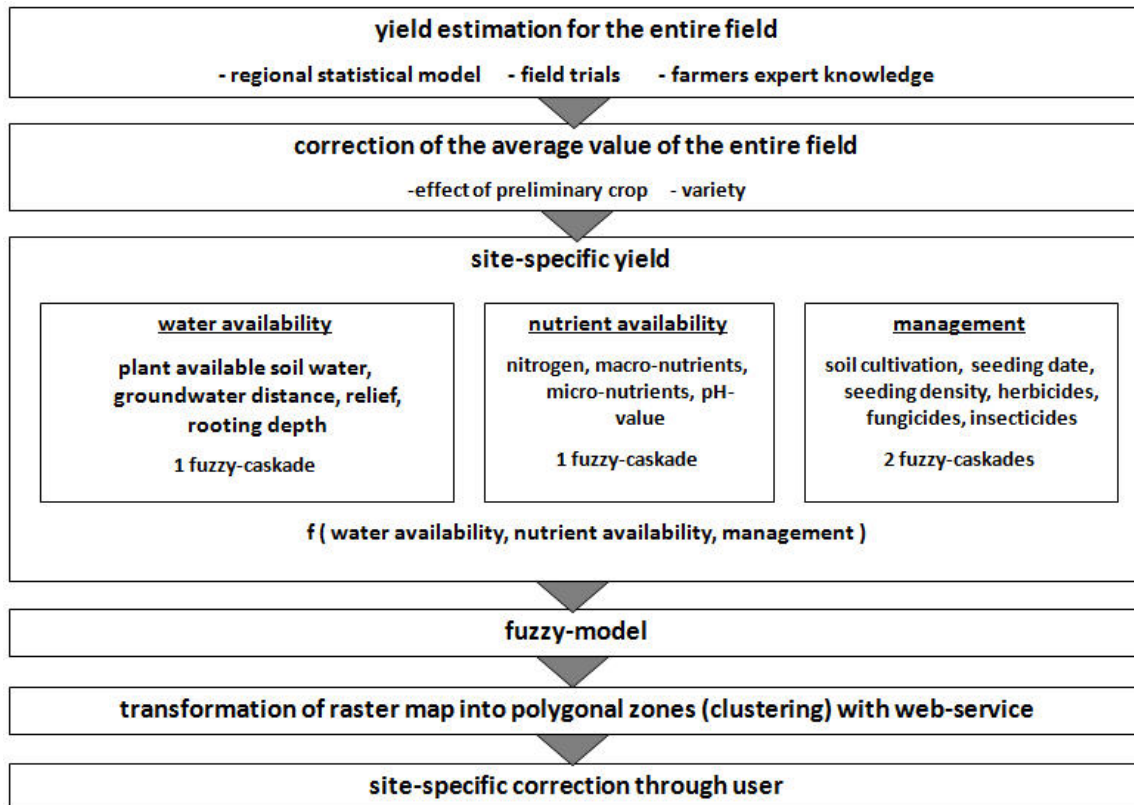 yield estimation for the entire field
- regional statistical model - field trials - farmers expert knowledge
correction of the average value of the entire field
-effect of preliminary crop - variety
site-specific yield
water availability
plant available soil water,
groundwater distance, relief,
rooting depth
1 fuzzy-caskade
nutrient availability
nitrogen, macro-nutrients,
micro-nutrients, pH-
value
1 fuzzy-caskade
management
soil cultivation, seeding date,
seeding density, herbicides,
fungicides, insecticides
2 fuzzy-caskades
f ( water availability, nutrient availability, management )
fuzzy-model
transformation of raster map into polygonal zones (clustering) with web-service
site-specific correction through user